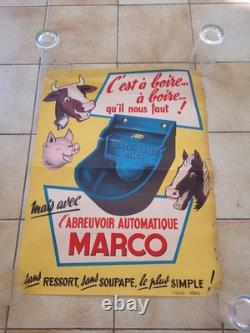 C'est à boire...
à boire...
qu'il nous faut !
mais avec
l'ABREUVOIR AUTOMATIQUE
MARCO
sans RESSORT, sans SOUPAPE, le plus SIMPLE !